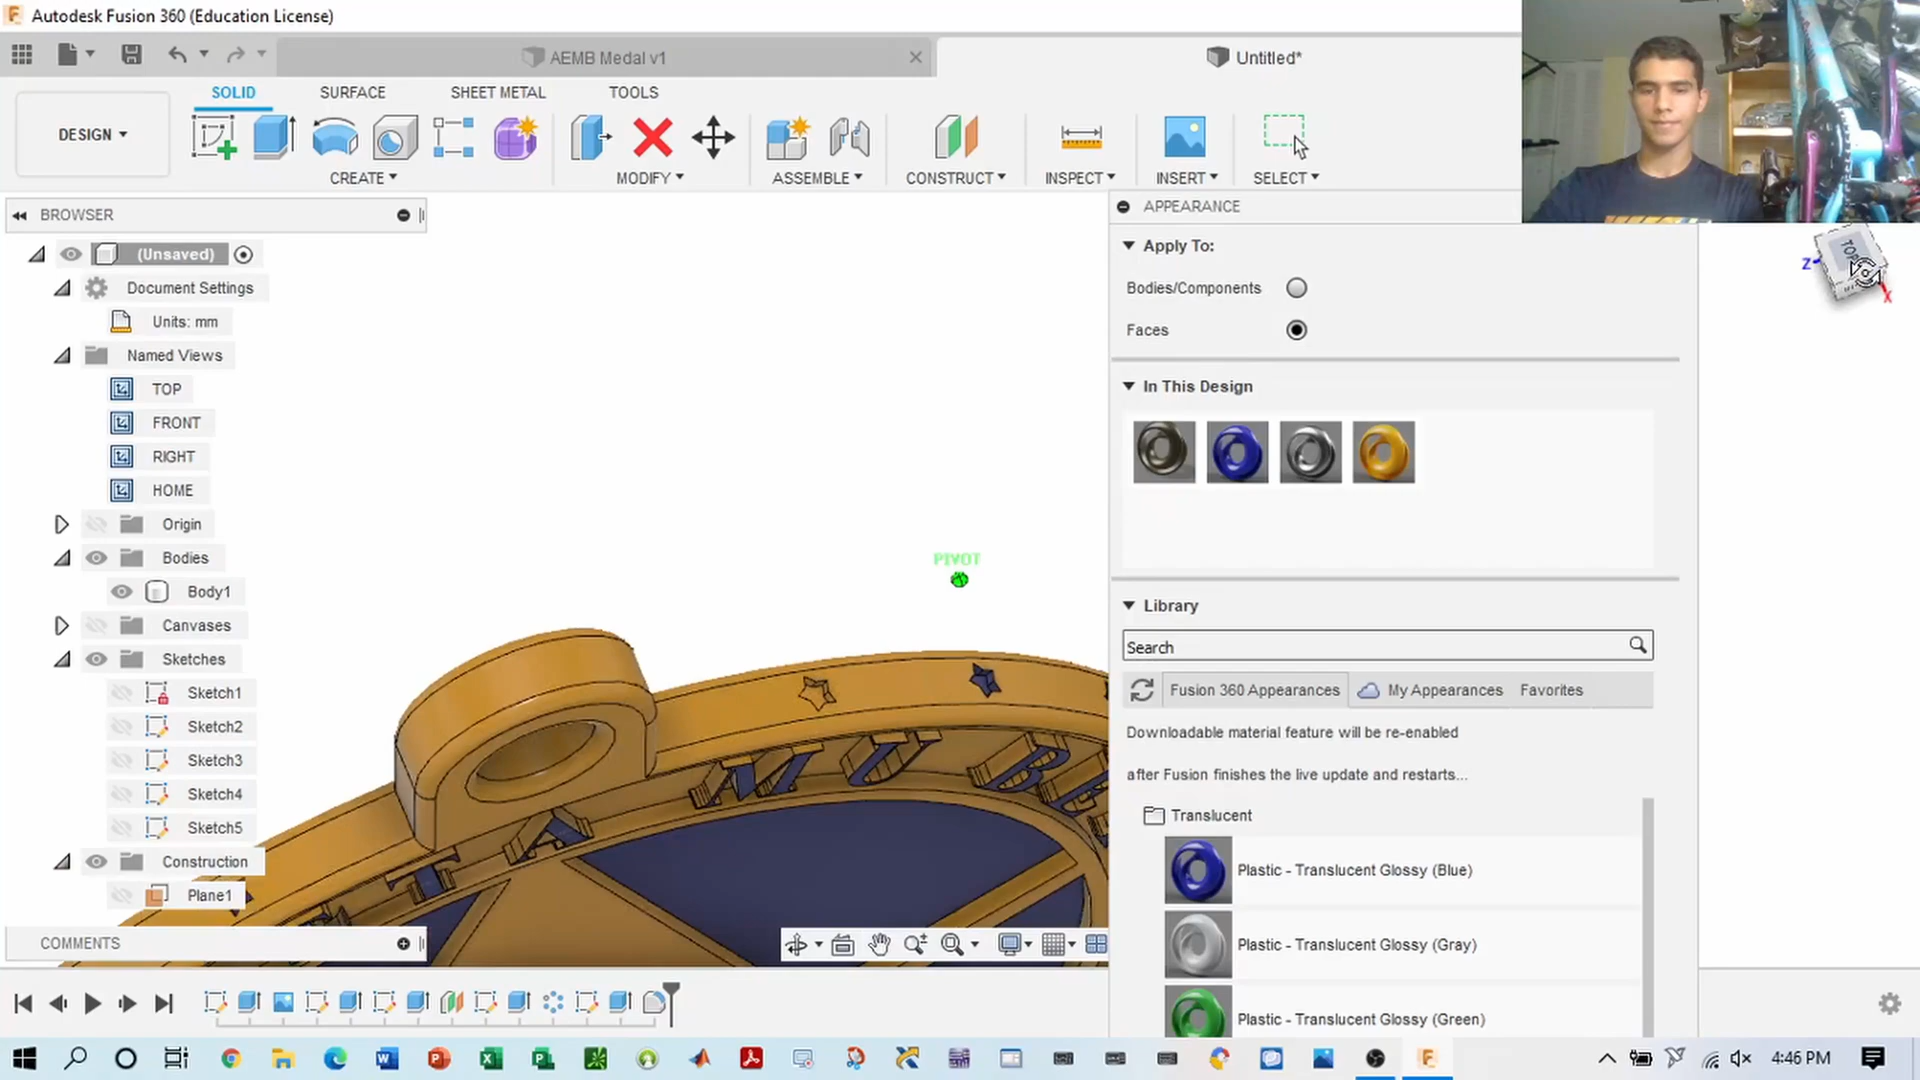 Autodesk Fusion 360 (Education License)
AEMB Medal v1
Untitled*
SOLID
SURFACE
SHEET METAL
TOOLS
DESIGN
CREATE
MODIFY
ASSEMBLE
CONSTRUCT
INSPECT
INSERT
SELECT
BROWSER
(Unsaved)
Document Settings
Units: mm
Named Views
TOP
FRONT
RIGHT
HOME
Origin
Bodies
Body1
Canvases
Sketches
Sketch1
Sketch2
Sketch3
Sketch4
Sketch5
Construction
Plane1
COMMENTS
PIVOT
TA MU BE
APPEARANCE
Apply To:
Bodies/Components
Faces
In This Design
Library
Search
Fusion 360 Appearances
My Appearances
Favorites
Downloadable material feature will be re-enabled
after Fusion finishes the live update and restarts...
Translucent
Plastic - Translucent Glossy (Blue)
Plastic - Translucent Glossy (Gray)
Plastic - Translucent Glossy (Green)
TOP
Z
X
4:46 PM